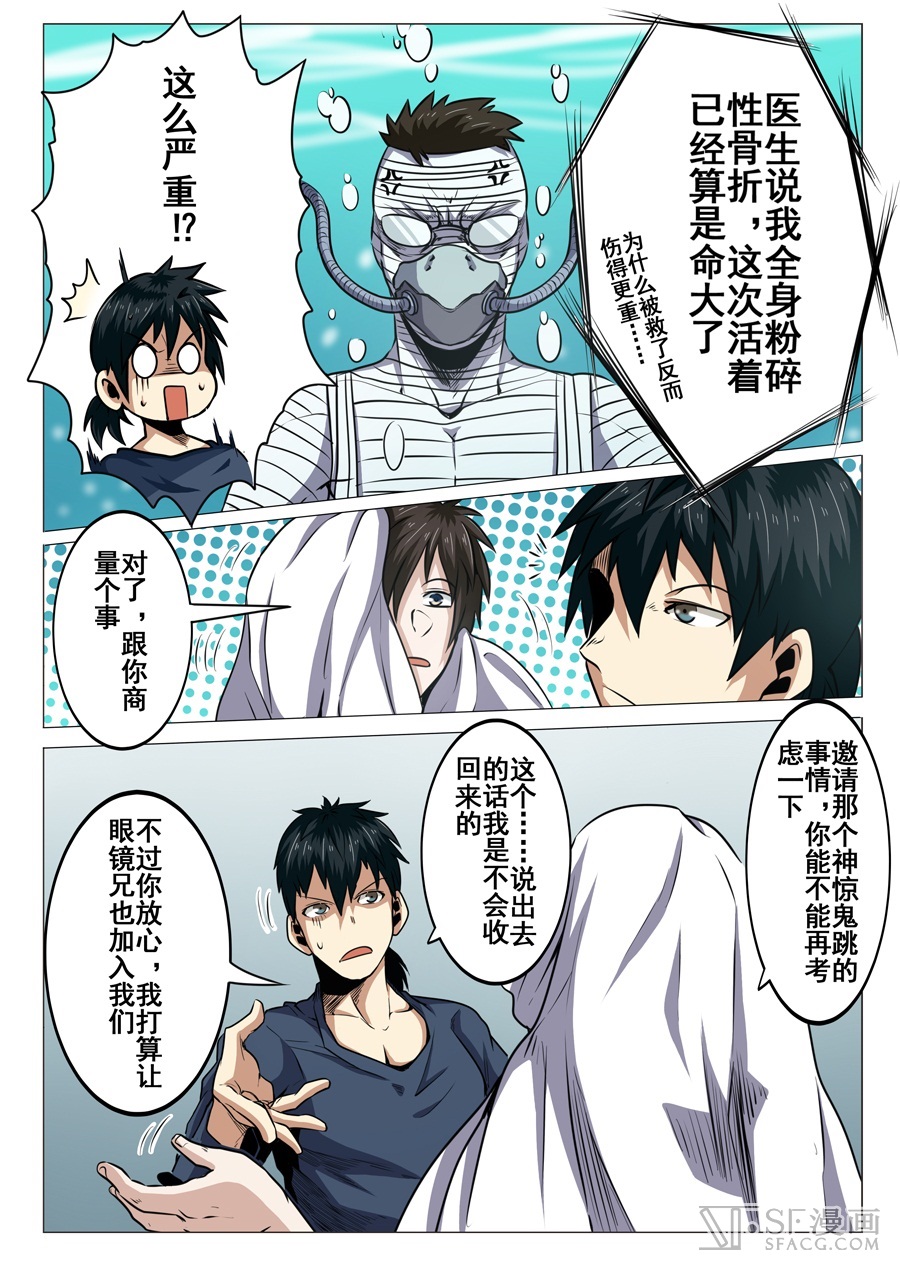 医生说我全身粉碎
性骨折，这次活着
已经算是命大了
为什么被救了反而
伤得更重……
这么严重!?
对了，跟你商
量个事
邀请那个神惊鬼跳的
事情，你能不能再考
虑一下
这个……说出去
的话我是不会收
回来的
不过你放心，我打算让
眼镜兄也加入我们
SF漫画
SFACG.COM